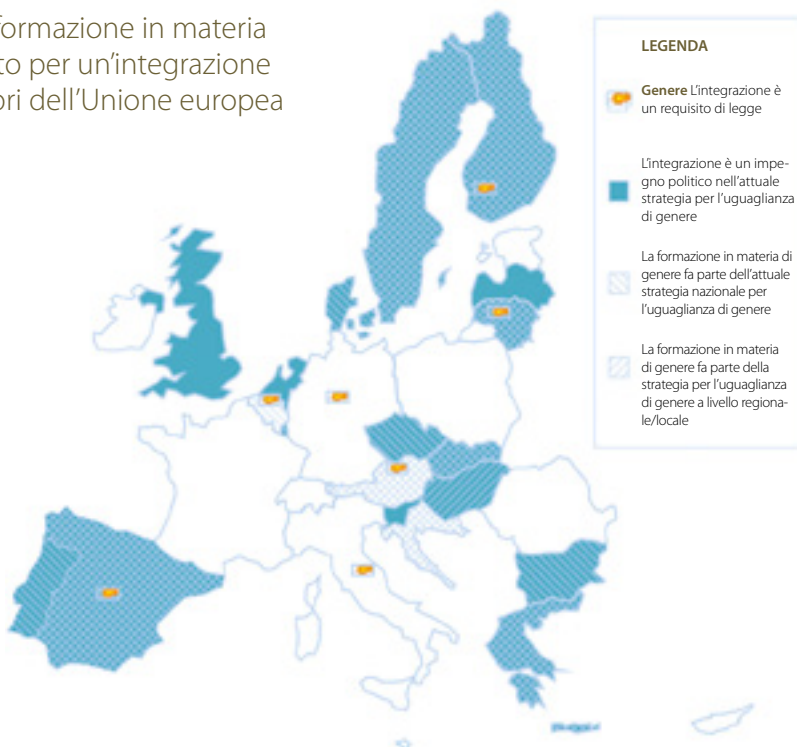 formazione in materia
to per un'integrazione
ri dell'Unione europea
LEGENDA
Genere L'integrazione è
un requisito di legge
L'integrazione è un impe-
gno politico nell'attuale
strategia per l'uguaglianza
di genere
La formazione in materia di
genere fa parte dell'attuale
strategia nazionale per
l'uguaglianza di genere
La formazione in materia
di genere fa parte della
strategia per l'uguaglianza
di genere a livello regiona-
le/locale